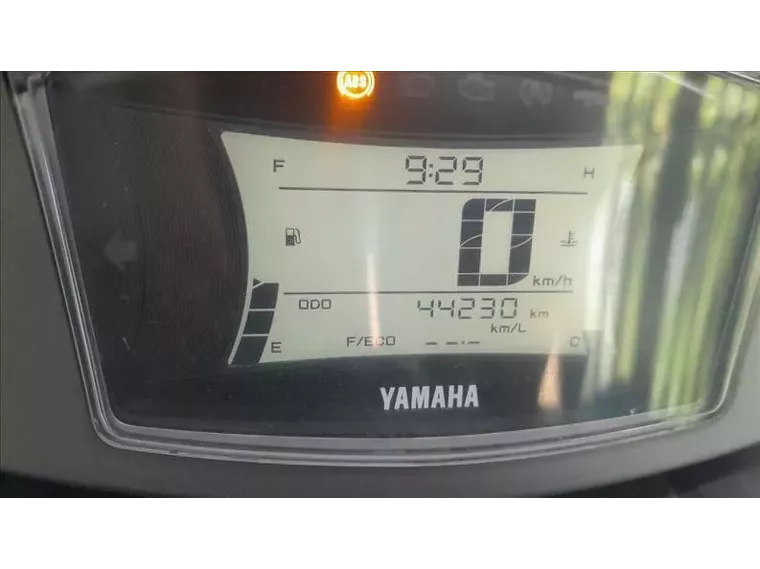 ABS
F 9:29 H
0 km/h
ODO 44230 km
km/L
E F/ECO --.- C
YAMAHA